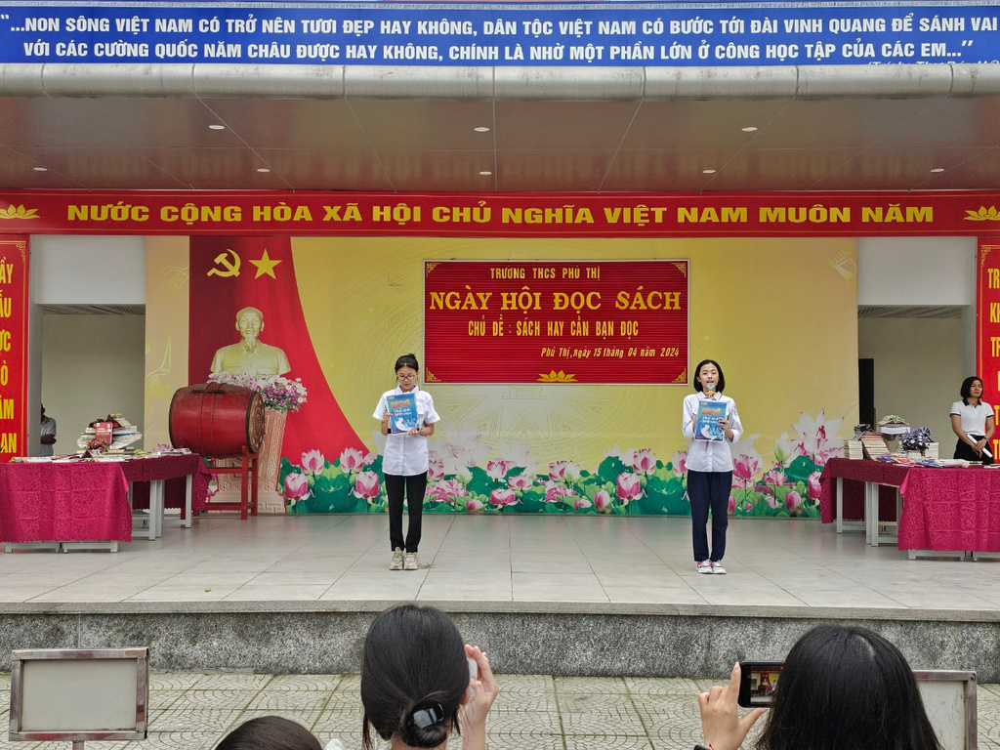 "...NON SÔNG VIỆT NAM CÓ TRỞ NÊN TƯƠI ĐẸP HAY KHÔNG, DÂN TỘC VIỆT NAM CÓ BƯỚC TỚI ĐÀI VINH QUANG ĐỂ SÁNH VAI
VỚI CÁC CƯỜNG QUỐC NĂM CHÂU ĐƯỢC HAY KHÔNG, CHÍNH LÀ NHỜ MỘT PHẦN LỚN Ở CÔNG HỌC TẬP CỦA CÁC EM..."
NƯỚC CỘNG HÒA XÃ HỘI CHỦ NGHĨA VIỆT NAM MUÔN NĂM
TRƯỜNG THCS PHÚ THỊ
NGÀY HỘI ĐỌC SÁCH
CHỦ ĐỀ : SÁCH HAY CẦN BẠN ĐỌC
Phú Thị, ngày 15 tháng 04 năm 2024